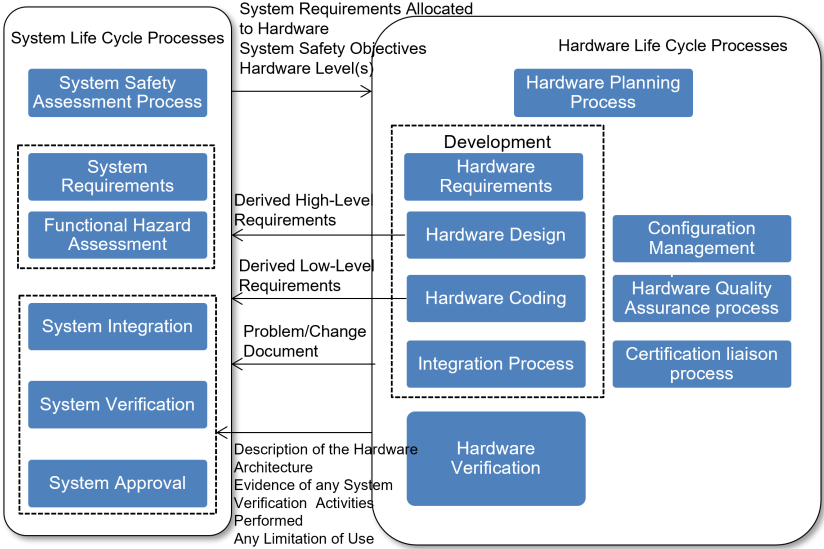 System Life Cycle Processes
System Safety
Assessment Process
System
Requirements
Functional Hazard
Assessment
System Integration
System Verification
System Approval
System Requirements Allocated
to Hardware
System Safety Objectives
Hardware Level(s)
Derived High-Level
Requirements
Derived Low-Level
Requirements
Problem/Change
Document
Description of the Hardware
Architecture
Evidence of any System
Verification Activities
Performed
Any Limitation of Use
Hardware Life Cycle Processes
Hardware Planning
Process
Development
Hardware
Requirements
Hardware Design
Hardware Coding
Integration Process
Hardware
Verification
Configuration
Management
Hardware Quality
Assurance process
Certification liaison
process